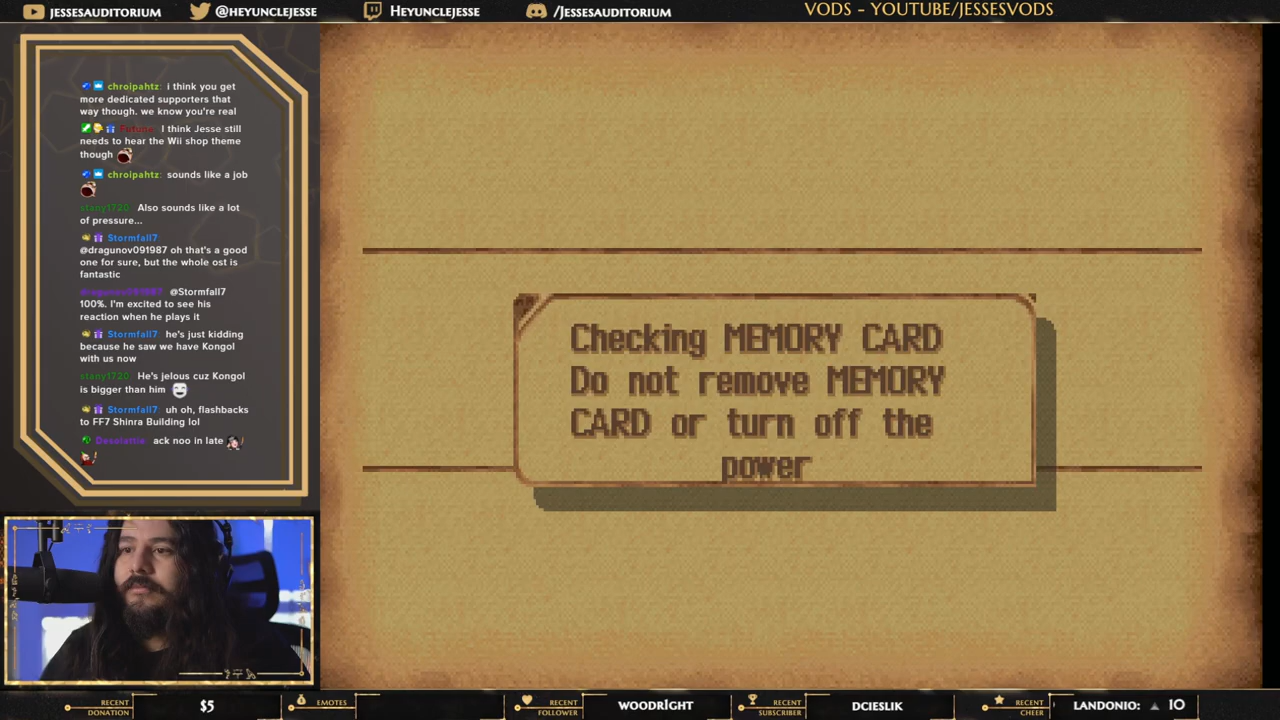 JESSESAUDITORIUM
@HEYUNCLEJESSE
HEYUNCLEJESSE
/JESSESAUDITORIUM
VODS - YOUTUBE/JESSESVODS
chroipahtz: i think you get
more dedicated supporters that
way though. we know you're real
I think Jesse still
needs to hear the Wii shop theme
though
chroipahtz: sounds like a job
stany1720: Also sounds like a lot
of pressure...
Stormfall7:
@dragunov091987 oh that's a good
one for sure, but the whole ost is
fantastic
dragunov091987: @Stormfall7
100%. I'm excited to see his
reaction when he plays it
Stormfall7: he's just kidding
because he saw we have Kongol
with us now
stany1720: He's jelous cuz Kongol
is bigger than him
Stormfall7: uh oh, flashbacks
to FF7 Shinra Building lol
ack noo in late
Checking MEMORY CARD
Do not remove MEMORY
CARD or turn off the
power
RECENT
DONATION
$5
EMOTES
RECENT
FOLLOWER
WOODR1GHT
RECENT
SUBSCRIBER
DCIESLIK
RECENT
CHEER
LANDONIO: 10